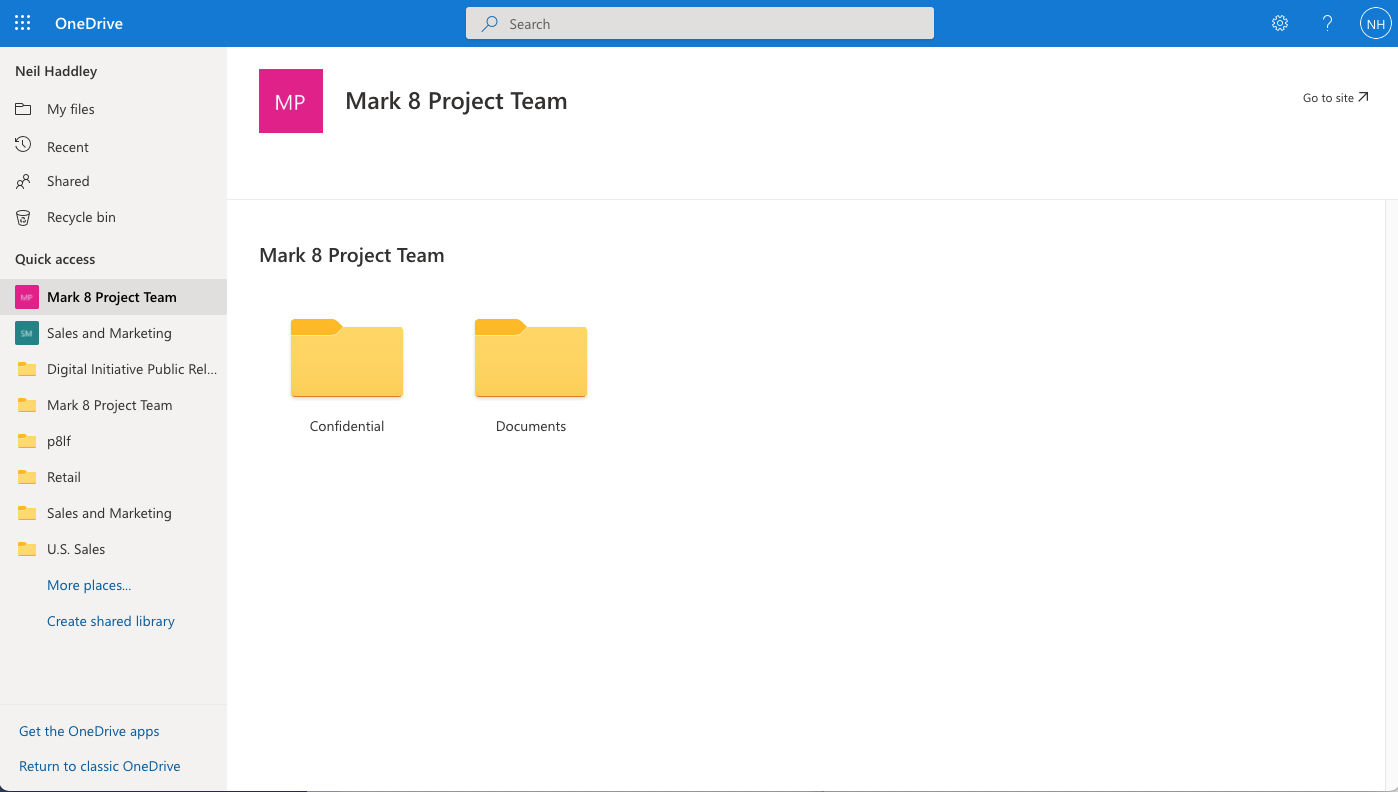 OneDrive
Search
?
NH
Neil Haddley
My files
Recent
Shared
Recycle bin
Quick access
MP
Mark 8 Project Team
SM
Sales and Marketing
Digital Initiative Public Rel...
Mark 8 Project Team
p8lf
Retail
Sales and Marketing
U.S. Sales
More places...
Create shared library
Get the OneDrive apps
Return to classic OneDrive
MP
Mark 8 Project Team
Go to site
Mark 8 Project Team
Confidential
Documents